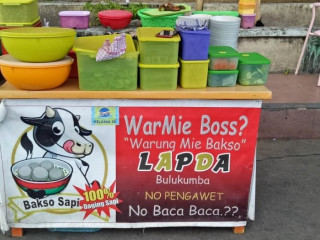 WarMie Boss?
"Warung Mie Bakso"
LAPDA
Bulukumba
NO PENGAWET
No Baca Baca.??
Bakso Sapi
100%
Daging Sapi